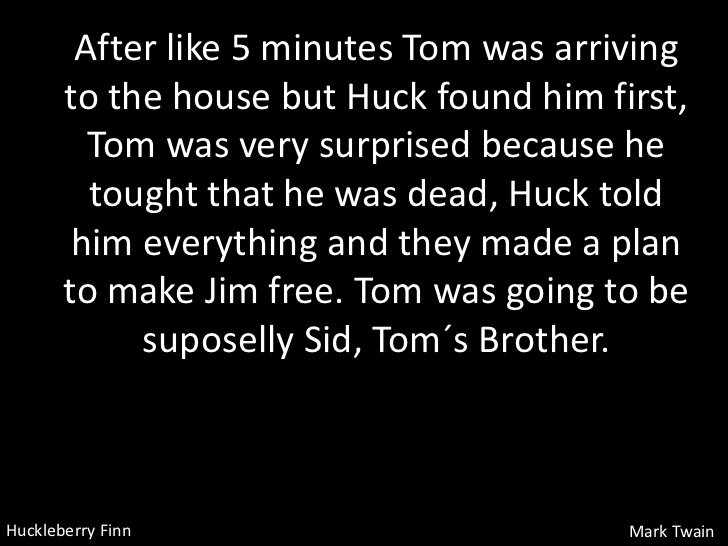 After like 5 minutes Tom was arriving
to the house but Huck found him first,
Tom was very surprised because he
tought that he was dead, Huck told
him everything and they made a plan
to make Jim free. Tom was going to be
suposelly Sid, Tom´s Brother.
Huckleberry Finn
Mark Twain